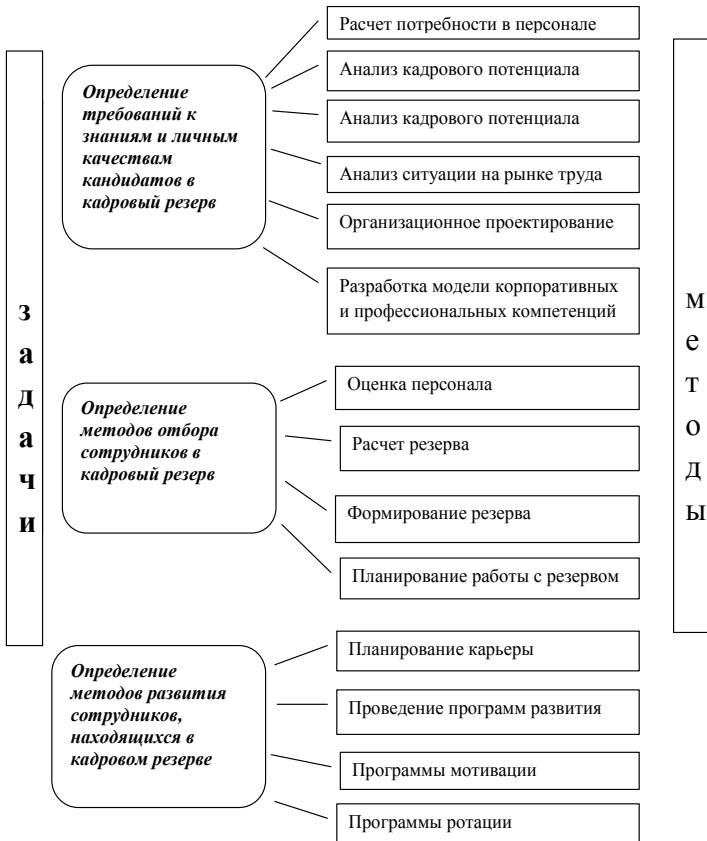 задачи
Определение
требований к
знаниям и личным
качествам
кандидатов в
кадровый резерв
Расчет потребности в персонале
Анализ кадрового потенциала
Анализ кадрового потенциала
Анализ ситуации на рынке труда
Организационное проектирование
Разработка модели корпоративных
и профессиональных компетенций
Определение
методов отбора
сотрудников в
кадровый резерв
Оценка персонала
Расчет резерва
Формирование резерва
Планирование работы с резервом
Определение
методов развития
сотрудников,
находящихся в
кадровом резерве
Планирование карьеры
Проведение программ развития
Программы мотивации
Программы ротации
методы